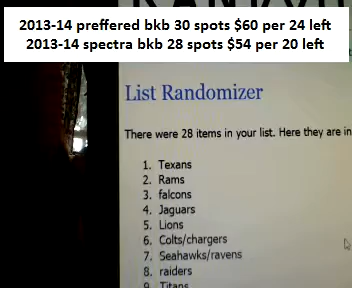 2013-14 preffered bkb 30 spots $60 per 24 left
2013-14 spectra bkb 28 spots $54 per 20 left
List Randomizer
There were 28 items in your list. Here they are in
1. Texans
2. Rams
3. falcons
4. Jaguars
5. Lions
6. Colts/chargers
7. Seahawks/ravens
8. raiders
9. Titans